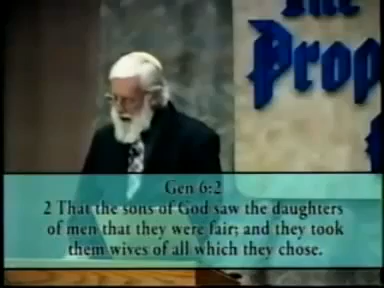 The
Prop
Gen 6:2
2 That the sons of God saw the daughters
of men that they were fair; and they took
them wives of all which they chose.